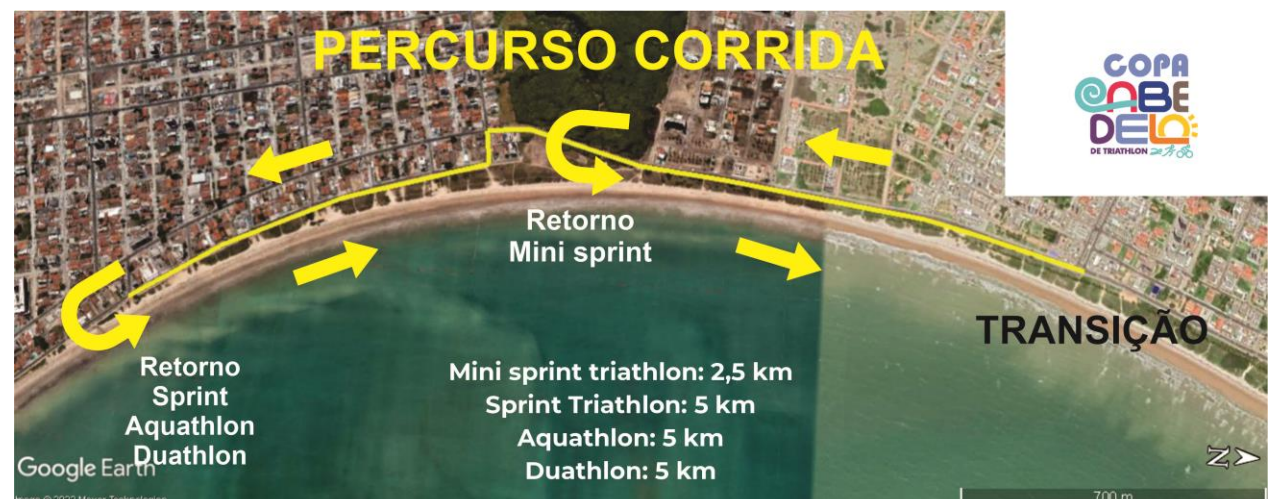 PERCURSO CORRIDA
COPA
CABE
DELO
DE TRIATHLON
Retorno
Mini sprint
TRANSIÇÃO
Retorno
Sprint
Aquathlon
Duathlon
Mini sprint triathlon: 2,5 km
Sprint Triathlon: 5 km
Aquathlon: 5 km
Duathlon: 5 km
Google Earth
N
700 m